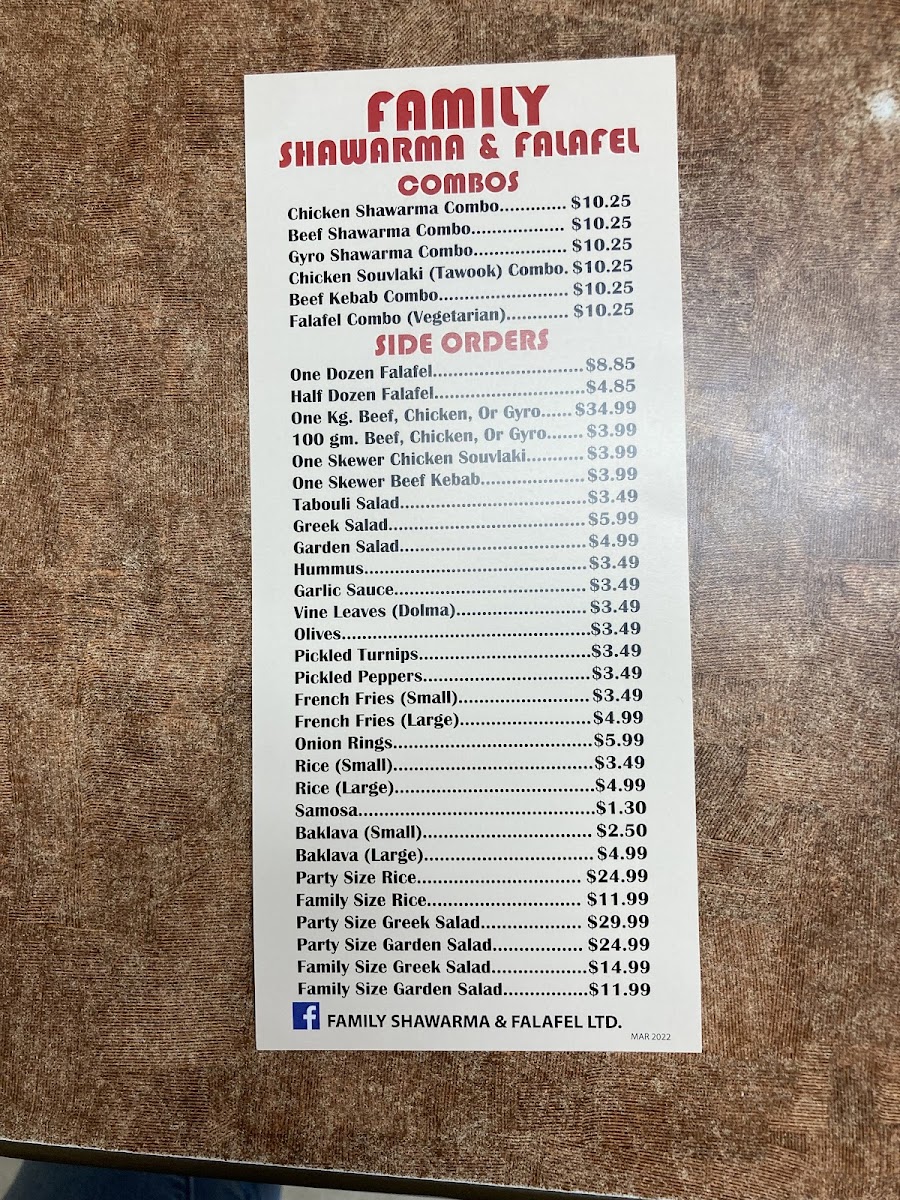 FAMILY
SHAWARMA & FALAFEL
COMBOS
Chicken Shawarma Combo............ $10.25
Beef Shawarma Combo................. $10.25
Gyro Shawarma Combo................. $10.25
Chicken Souvlaki (Tawook) Combo. $10.25
Beef Kebab Combo........................ $10.25
Falafel Combo (Vegetarian)........... $10.25
SIDE ORDERS
One Dozen Falafel...........................$8.85
Half Dozen Falafel...........................$4.85
One Kg. Beef, Chicken, Or Gyro...... $34.99
100 gm. Beef, Chicken, Or Gyro....... $3.99
One Skewer Chicken Souvlaki.......... $3.99
One Skewer Beef Kebab................... $3.99
Tabouli Salad..................................$3.49
Greek Salad.................................... $5.99
Garden Salad.................................. $4.99
Hummus......................................... $3.49
Garlic Sauce................................... $3.49
Vine Leaves (Dolma)........................ $3.49
Olives..............................................$3.49
Pickled Turnips................................$3.49
Pickled Peppers............................... $3.49
French Fries (Small)........................ $3.49
French Fries (Large)........................ $4.99
Onion Rings.....................................$5.99
Rice (Small).....................................$3.49
Rice (Large).....................................$4.99
Samosa............................................$1.30
Baklava (Small)............................... $2.50
Baklava (Large)............................... $4.99
Party Size Rice.............................. $24.99
Family Size Rice............................ $11.99
Party Size Greek Salad................... $29.99
Party Size Garden Salad................. $24.99
Family Size Greek Salad..................$14.99
Family Size Garden Salad................$11.99
f FAMILY SHAWARMA & FALAFEL LTD.
MAR 2022